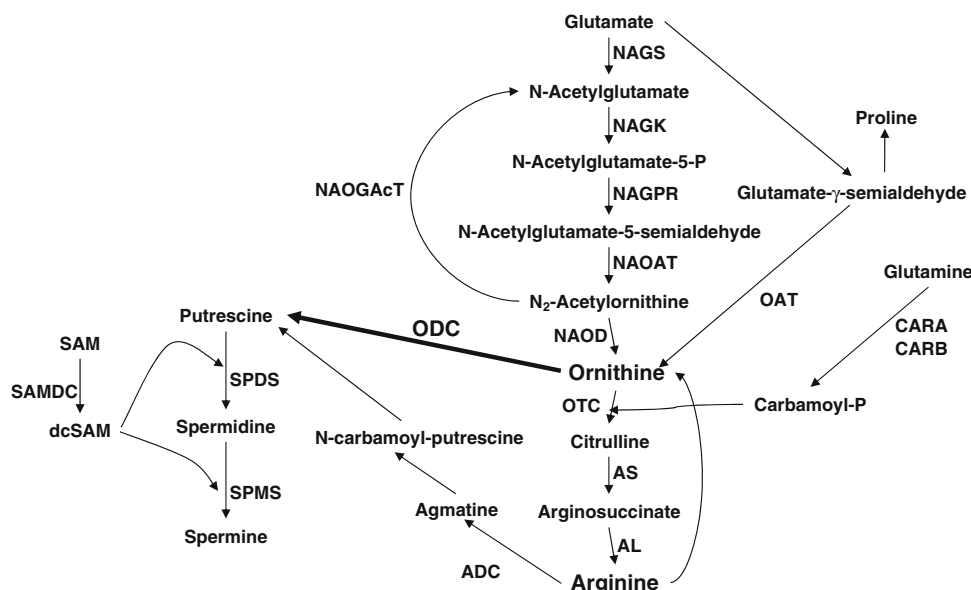 Glutamate
NAGS
N-Acetylglutamate
NAGK
Proline
N-Acetylglutamate-5-P
NAOGAcT
NAGPR
Glutamate-γ-semialdehyde
N-Acetylglutamate-5-semialdehyde
NAOAT
Glutamine
N₂-Acetylornithine
OAT
Putrescine
ODC
NAOD
CARA
CARB
SAM
SPDS
Ornithine
SAMDC
OTC
Carbamoyl-P
dcSAM
Spermidine
N-carbamoyl-putrescine
Citrulline
AS
SPMS
Agmatine
Arginosuccinate
Spermine
AL
ADC
Arginine